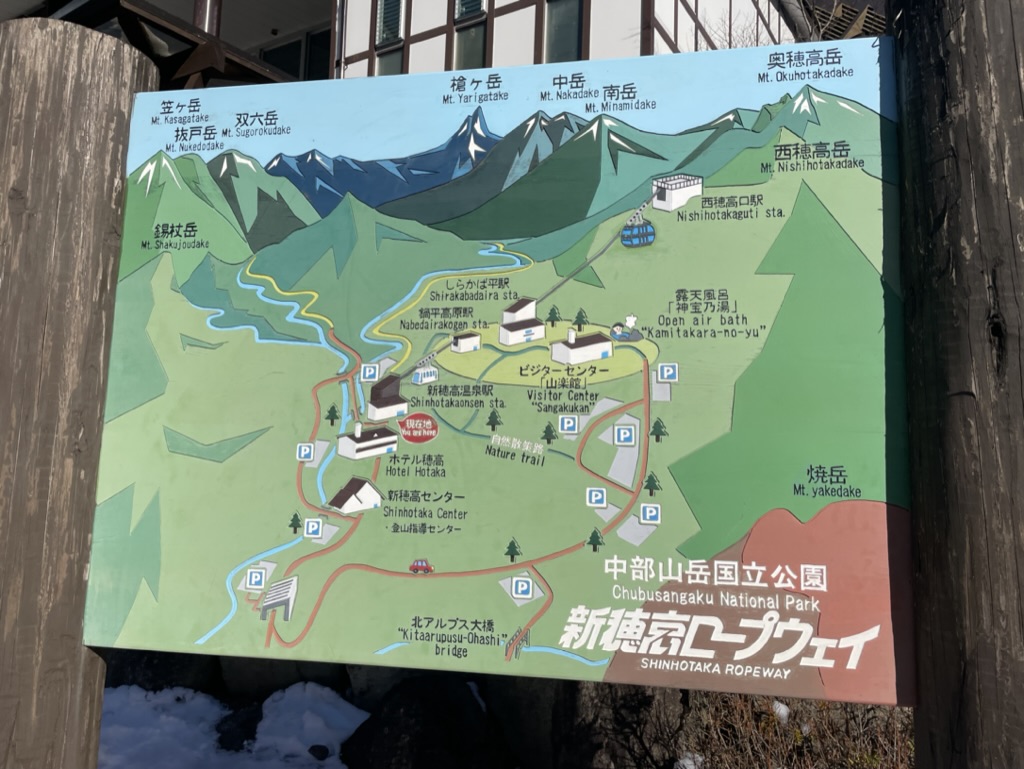 笠ヶ岳
Mt. Kasagatake
抜戸岳
Mt. Nukedodake
双六岳
Mt. Sugorokudake
槍ヶ岳
Mt. Yarigatake
中岳
Mt. Nakadake
南岳
Mt. Minamidake
奥穂高岳
Mt. Okuhotakadake
西穂高岳
Mt. Nishihotakadake
錫杖岳
Mt. Shakujoudake
西穂高口駅
Nishihotakaguti sta.
しらかば平駅
Shirakabadaira sta.
鍋平高原駅
Nabedairakogen sta.
露天風呂
「神宝乃湯」
Open air bath
"Kamitakara-no-yu"
ビジターセンター
「山楽館」
Visitor Center
"Sangakukan"
新穂高温泉駅
Shinhotakaonsen sta.
現在地
You are here
自然散策路
Nature trail
ホテル穂高
Hotel Hotaka
新穂高センター
Shinhotaka Center
・登山指導センター
焼岳
Mt. yakedake
P
P
P
P
P
P
P
P
P
P
北アルプス大橋
"Kitaarupusu-Ohashi"
bridge
中部山岳国立公園
Chubusangaku National Park
新穂高ロープウェイ
SHINHOTAKA ROPEWAY